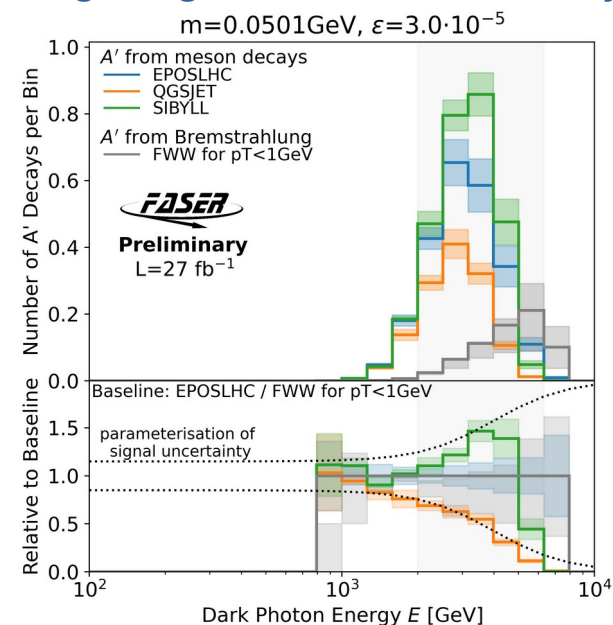 m=0.0501GeV, ε=3.0·10⁻⁵
A′ from meson decays
EPOSLHC
QGSJET
SIBYLL
A′ from Bremstrahlung
FWW for pT<1GeV
FASER
Preliminary
L=27 fb⁻¹
Number of A' Decays per Bin
1.0
0.8
0.6
0.4
0.2
0.0
Baseline: EPOSLHC / FWW for pT<1GeV
parameterisation of
signal uncertainty
Relative to Baseline
1.5
1.0
0.5
0.0
10² 10³ 10⁴
Dark Photon Energy E [GeV]